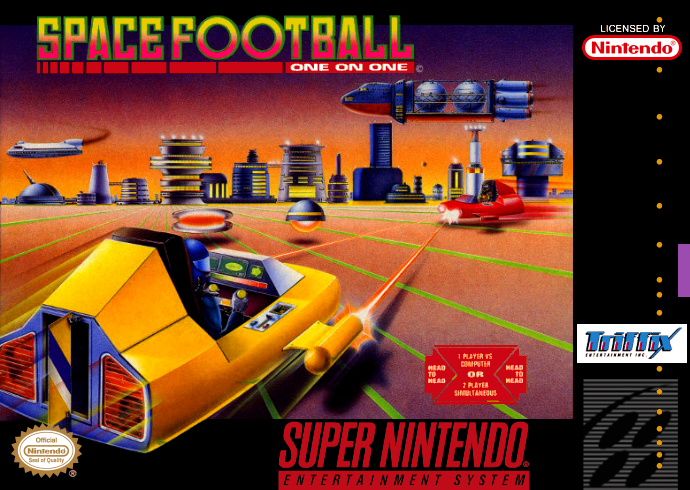 SPACE FOOTBALL
ONE ON ONE ©
LICENSED BY
Nintendo®
TRIFFIX
ENTERTAINMENT INC.
HEAD
TO
HEAD
1 PLAYER VS
COMPUTER
OR
2 PLAYER
SIMULTANEOUS
HEAD
TO
HEAD
N
Official
Nintendo
Seal of Quality
®
SUPER NINTENDO®
ENTERTAINMENT SYSTEM